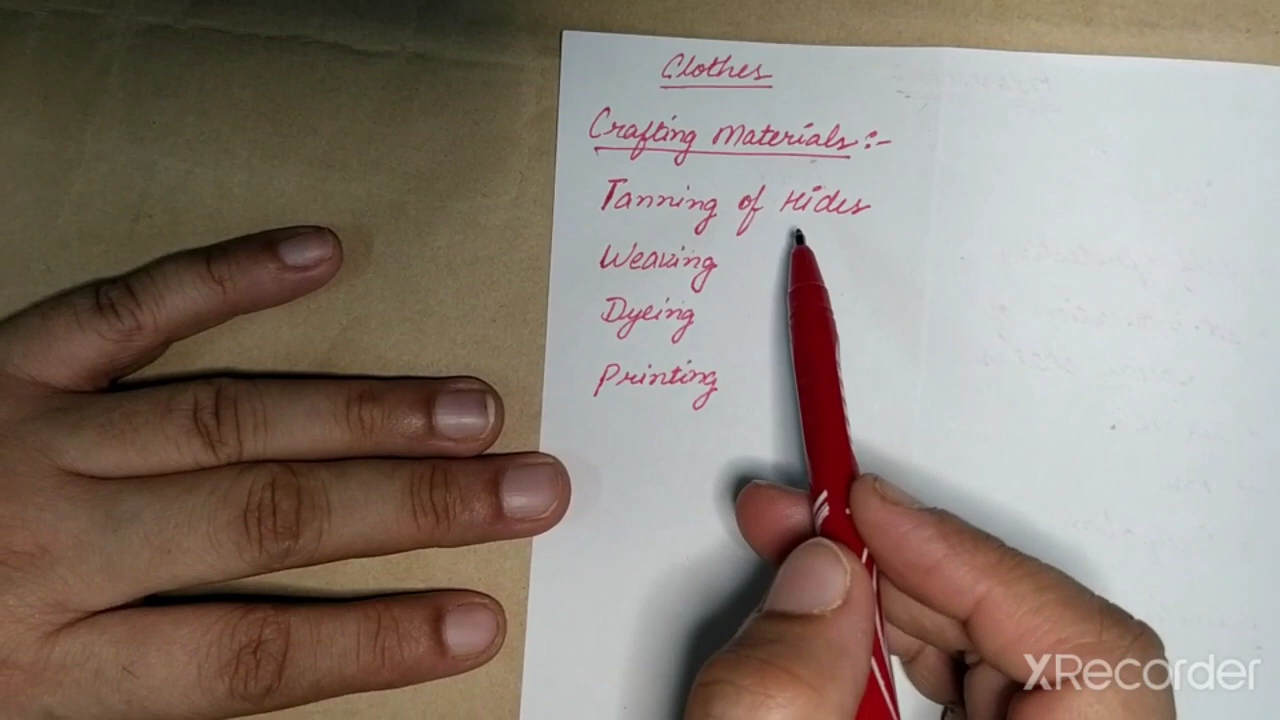 Clothes
Crafting Materials:-
Tanning of Hides
Weaving
Dyeing
Printing
XRecorder